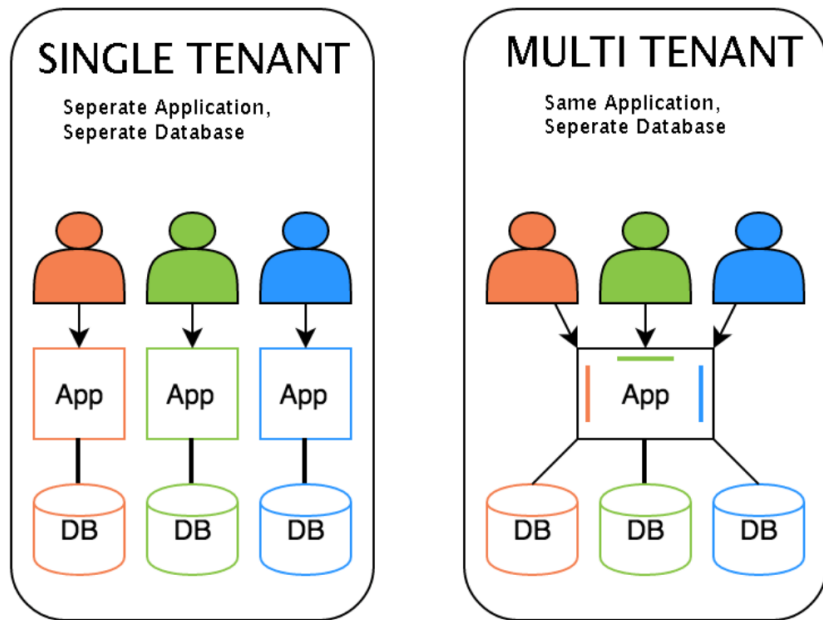 SINGLE TENANT
Seperate Application,
Seperate Database
App
App
App
DB
DB
DB
MULTI TENANT
Same Application,
Seperate Database
App
DB
DB
DB